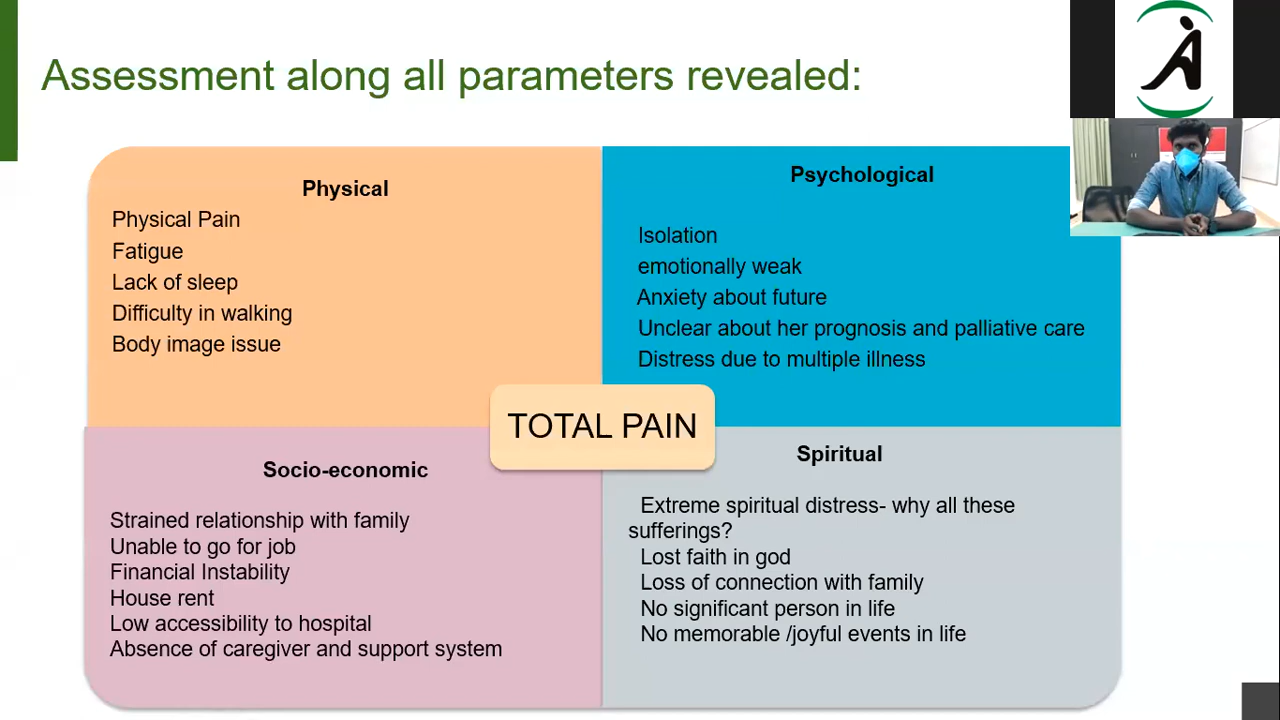 Assessment along all parameters revealed:
Physical
Physical Pain
Fatigue
Lack of sleep
Difficulty in walking
Body image issue
Psychological
Isolation
emotionally weak
Anxiety about future
Unclear about her prognosis and palliative care
Distress due to multiple illness
TOTAL PAIN
Socio-economic
Strained relationship with family
Unable to go for job
Financial Instability
House rent
Low accessibility to hospital
Absence of caregiver and support system
Spiritual
Extreme spiritual distress- why all these
sufferings?
Lost faith in god
Loss of connection with family
No significant person in life
No memorable /joyful events in life